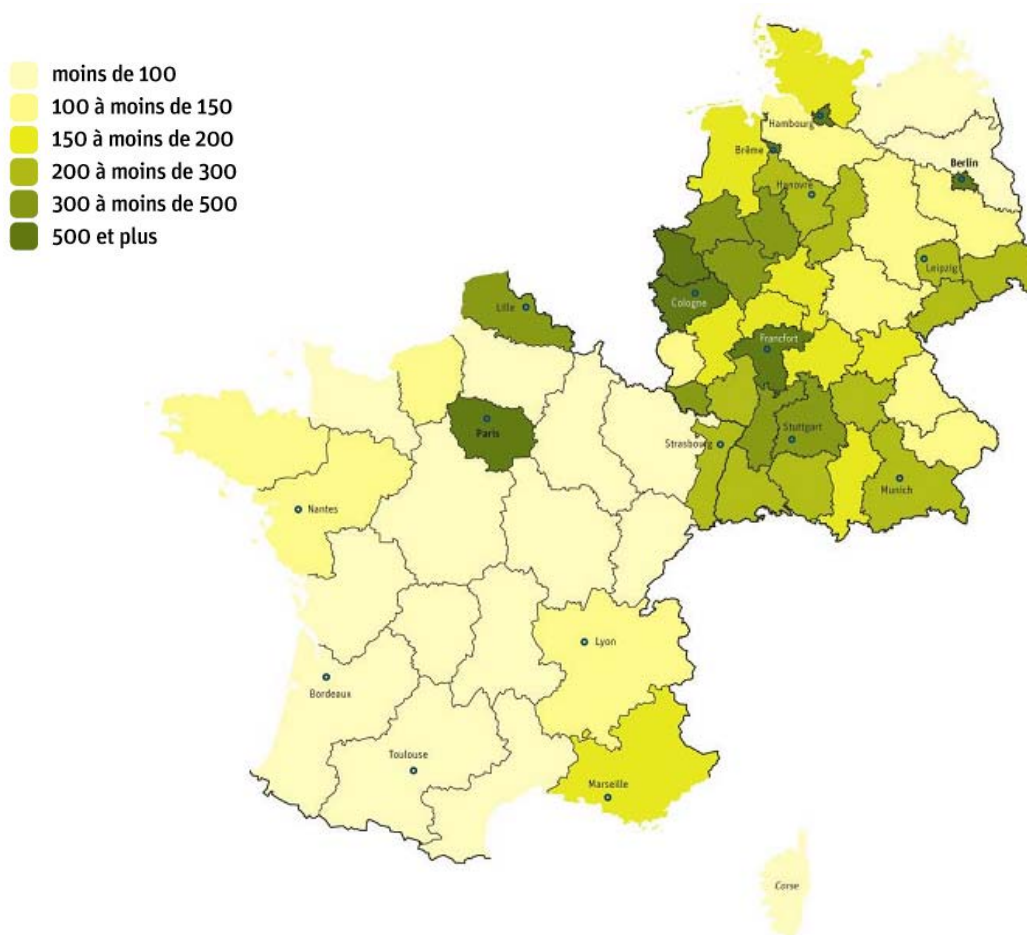 moins de 100
100 à moins de 150
150 à moins de 200
200 à moins de 300
300 à moins de 500
500 et plus
Hambourg
Brême
Berlin
Hanovre
Leipzig
Cologne
Lille
Francfort
Paris
Strasbourg
Stuttgart
Munich
Nantes
Lyon
Bordeaux
Toulouse
Marseille
Corse